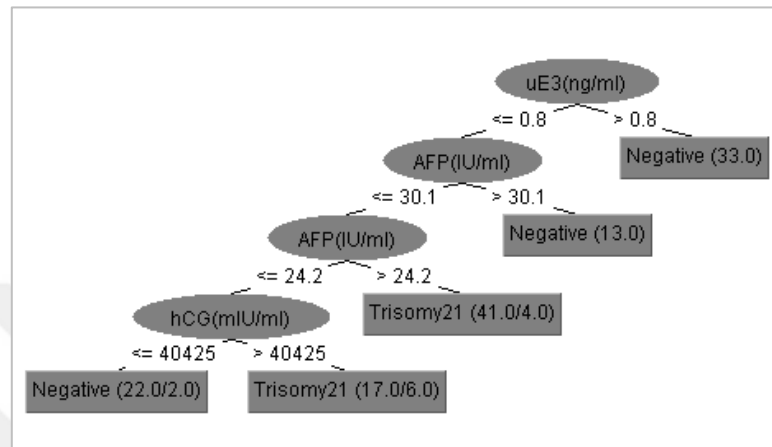 uE3(ng/ml)
<= 0.8
> 0.8
AFP(IU/ml)
Negative (33.0)
<= 30.1
> 30.1
AFP(IU/ml)
Negative (13.0)
<= 24.2
> 24.2
hCG(mIU/ml)
Trisomy21 (41.0/4.0)
<= 40425
> 40425
Negative (22.0/2.0)
Trisomy21 (17.0/6.0)